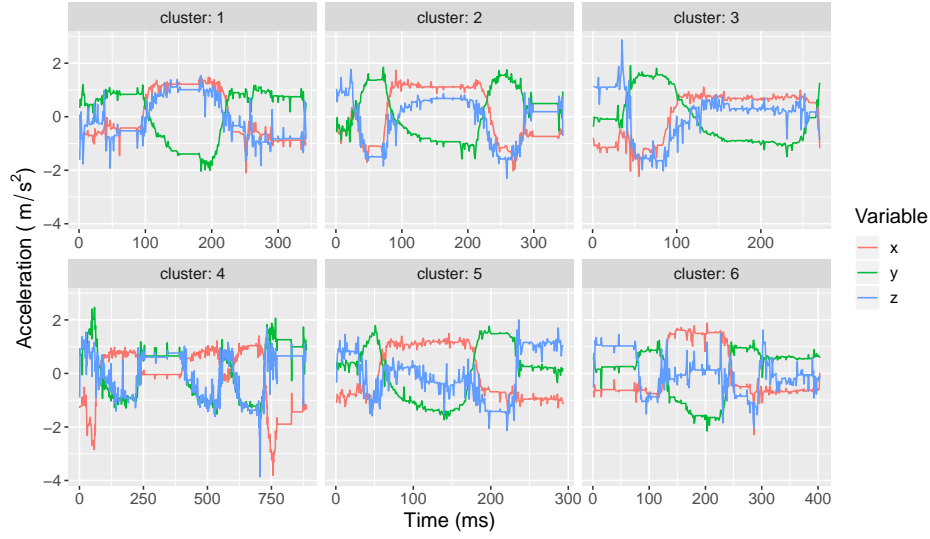 cluster: 1
cluster: 2
cluster: 3
2
0
−2
−4
0 100 200 300
0 100 200 300
0 100 200
cluster: 4
cluster: 5
cluster: 6
2
0
−2
−4
0 250 500 750
0 100 200 300
0 100 200 300 400
Time (ms)
Acceleration ( m/s²)
Variable
x
y
z